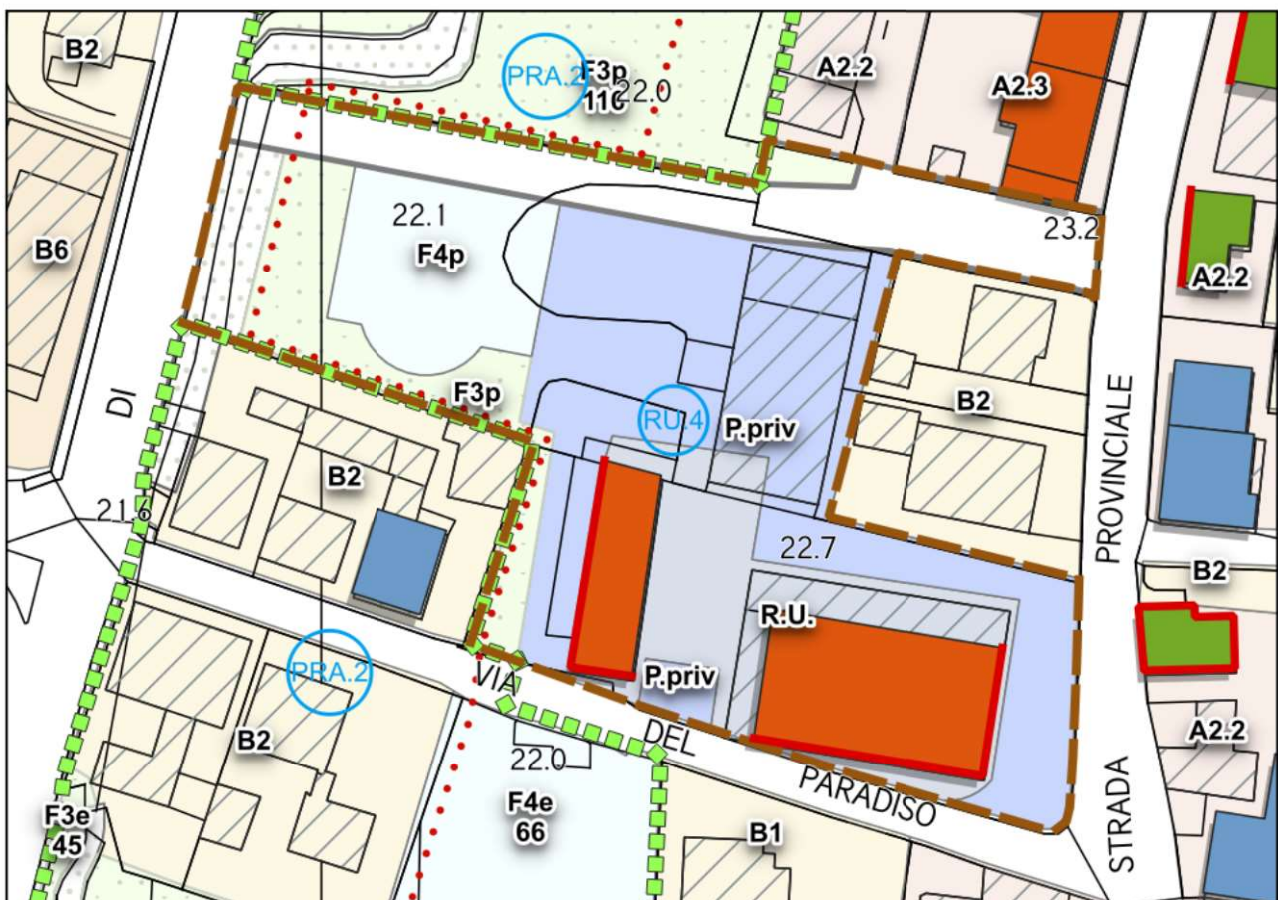 B2
PRA.2
F3p
110
22.0
A2.2
A2.3
B6
22.1
F4p
23.2
A2.2
DI
F3p
B2
RU.4
P.priv
B2
PROVINCIALE
21.6
22.7
B2
R.U.
PRA.2
VIA
P.priv
DEL
B2
22.0
PARADISO
STRADA
A2.2
F3e
45
F4e
66
B1